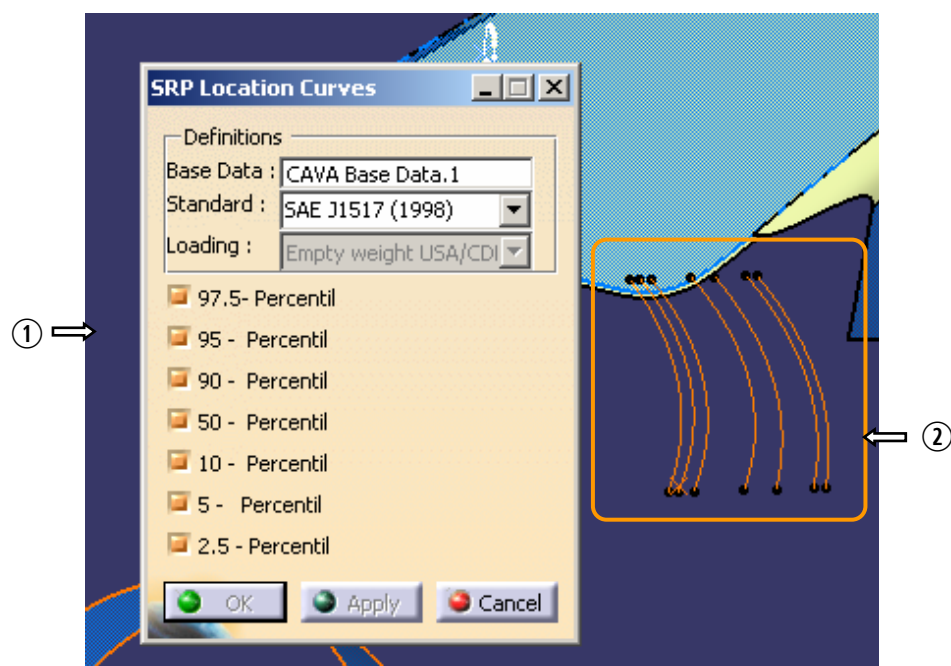 SRP Location Curves
Definitions
Base Data : CAVA Base Data.1
Standard : SAE J1517 (1998)
Loading : Empty weight USA/CDI
97.5- Percentil
95 - Percentil
90 - Percentil
50 - Percentil
10 - Percentil
5 - Percentil
2.5 - Percentil
OK Apply Cancel
①
②